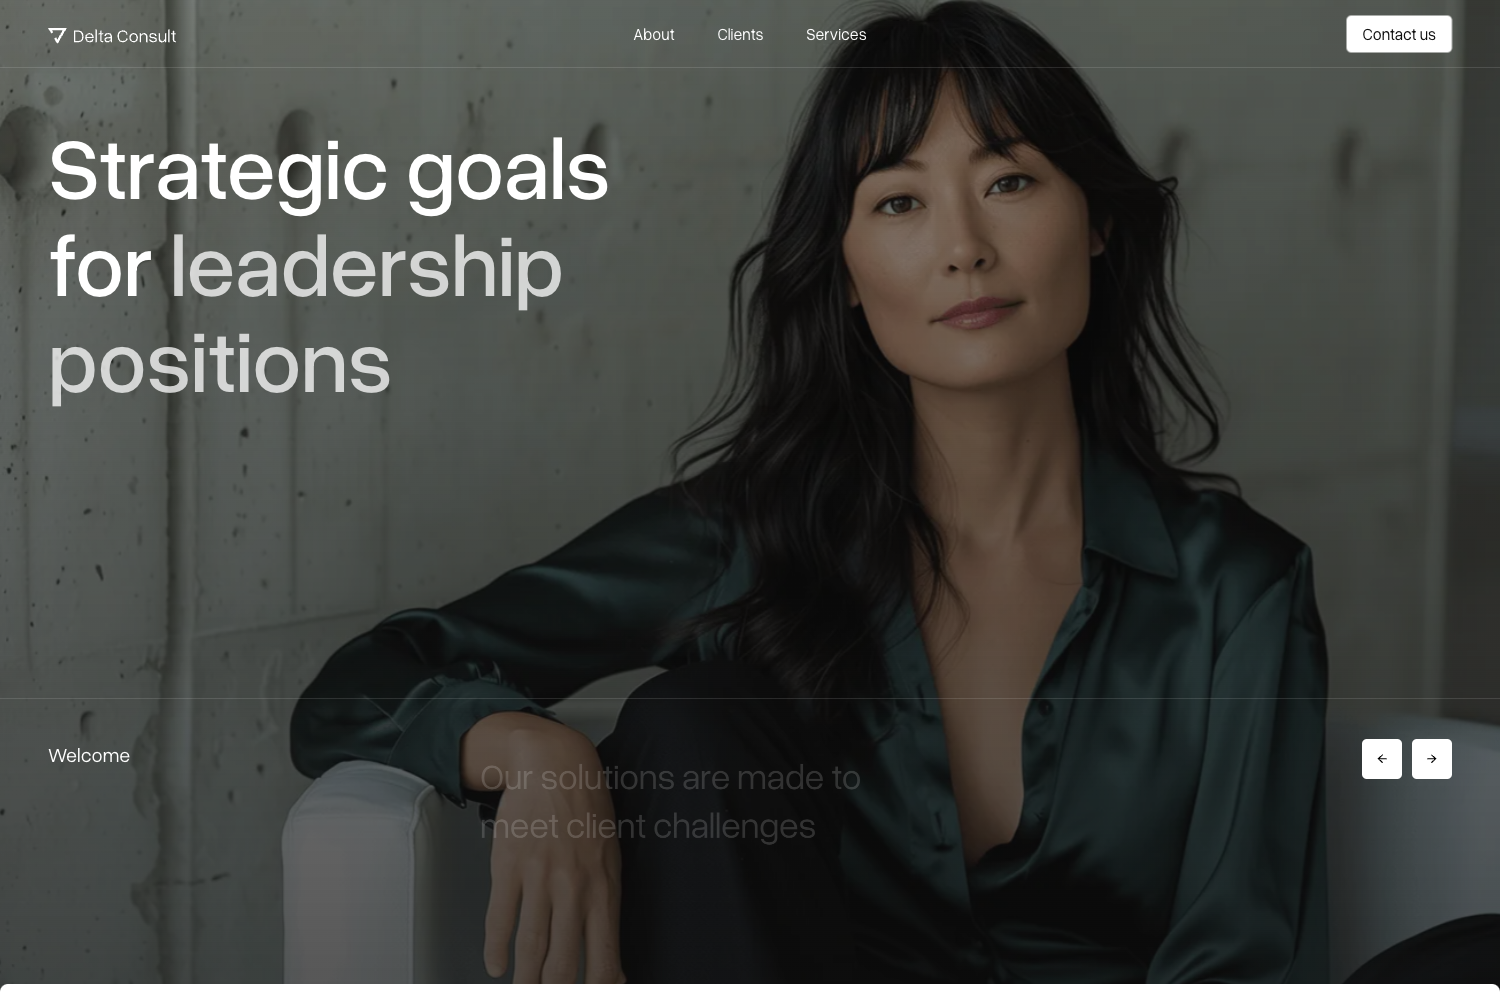 Delta Consult
About
Clients
Services
Contact us
Strategic goals
for leadership
positions
Welcome
Our solutions are made to
meet client challenges